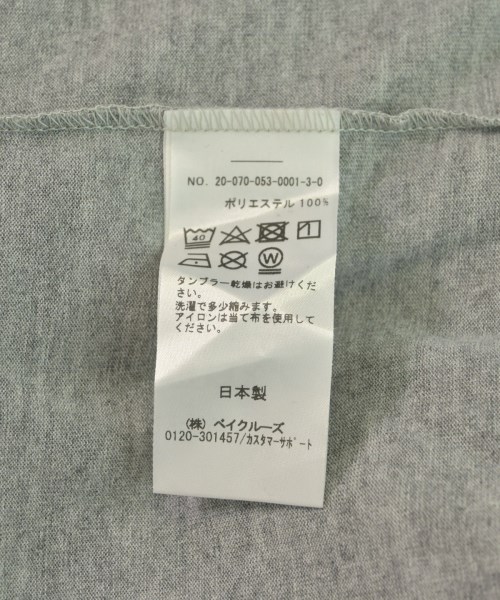 NO. 20-070-053-0001-3-0
ポリエステル 100%
40
W
タンブラー乾燥はお避けくだ
さい。
洗濯で多少縮みます。
アイロンは当て布を使用して
ください。
日本製
(株) ベイクルーズ
0120-301457/カスタマーサポート